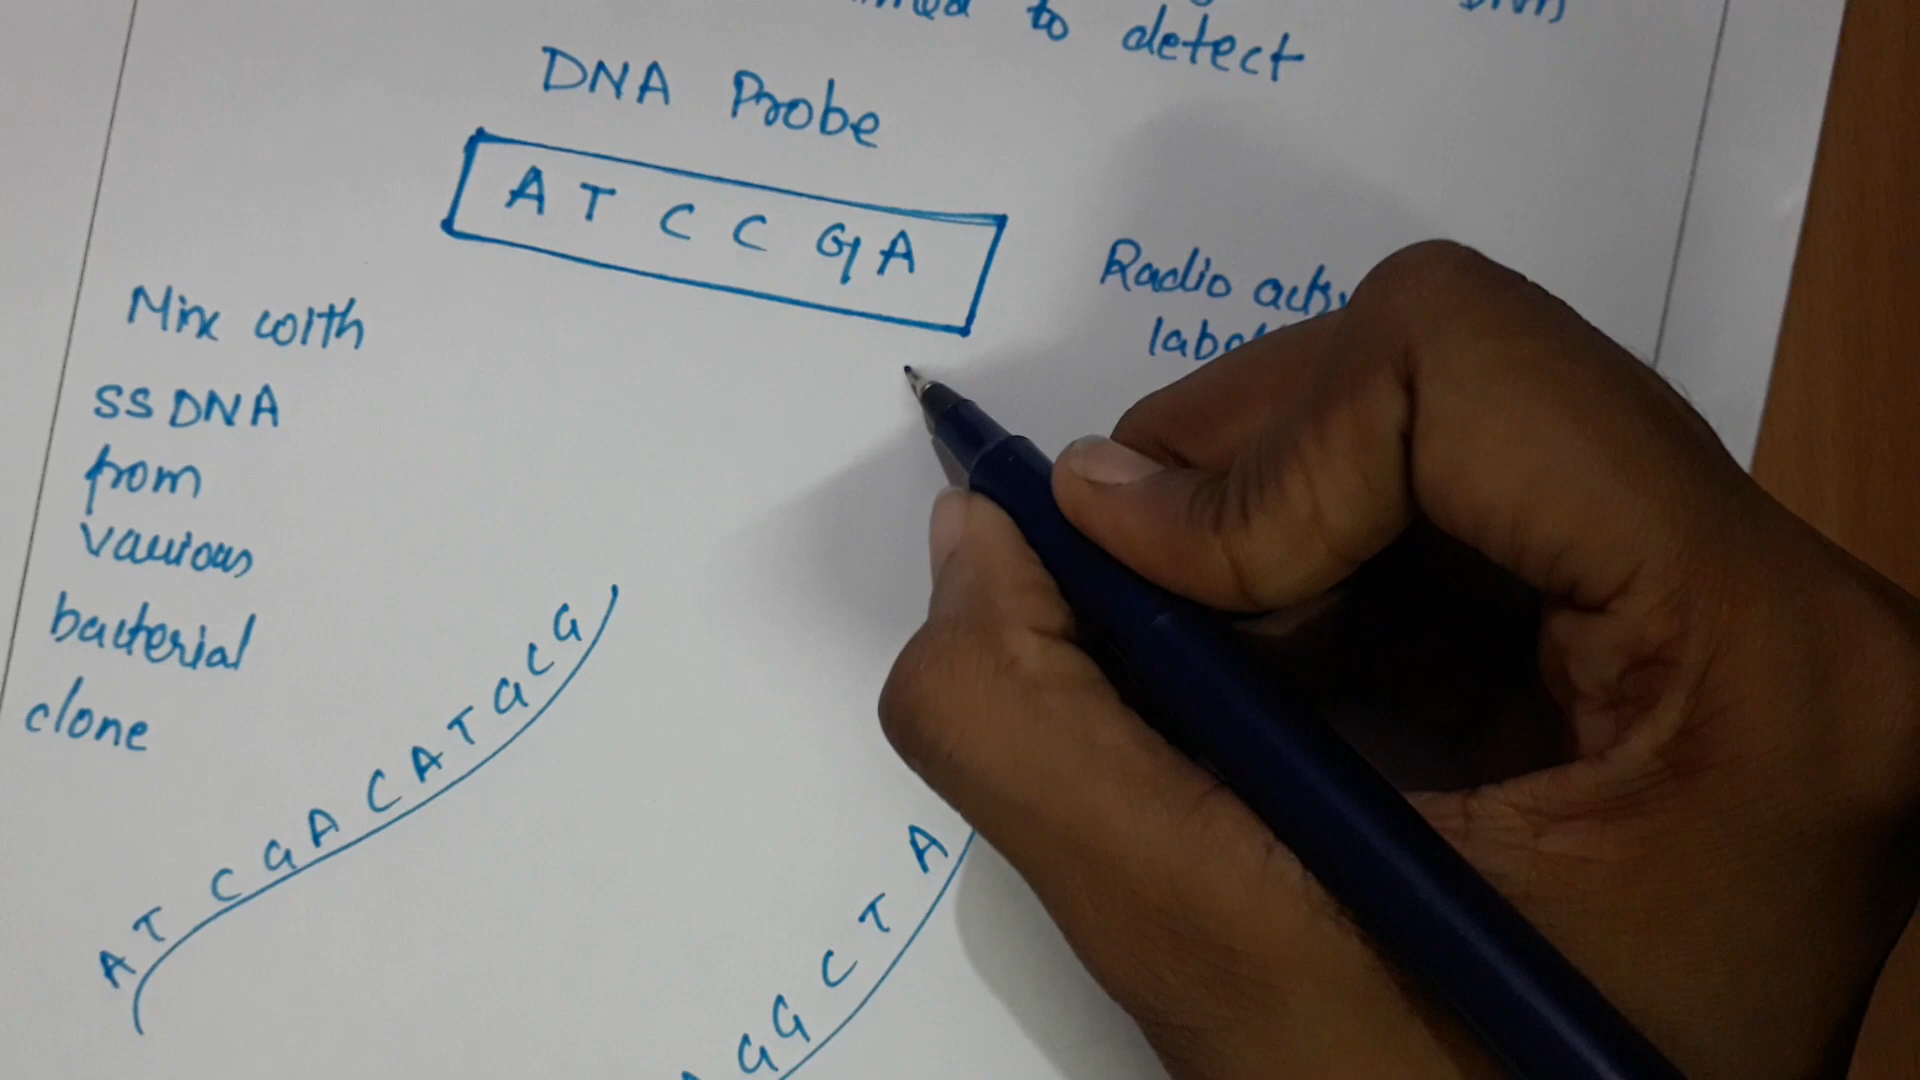 to detect
DNA Probe
A T C C G A
Radio
Mix with
SS DNA
from
various
bacterial
clone
A T C G A C A T G C G
G G C T A